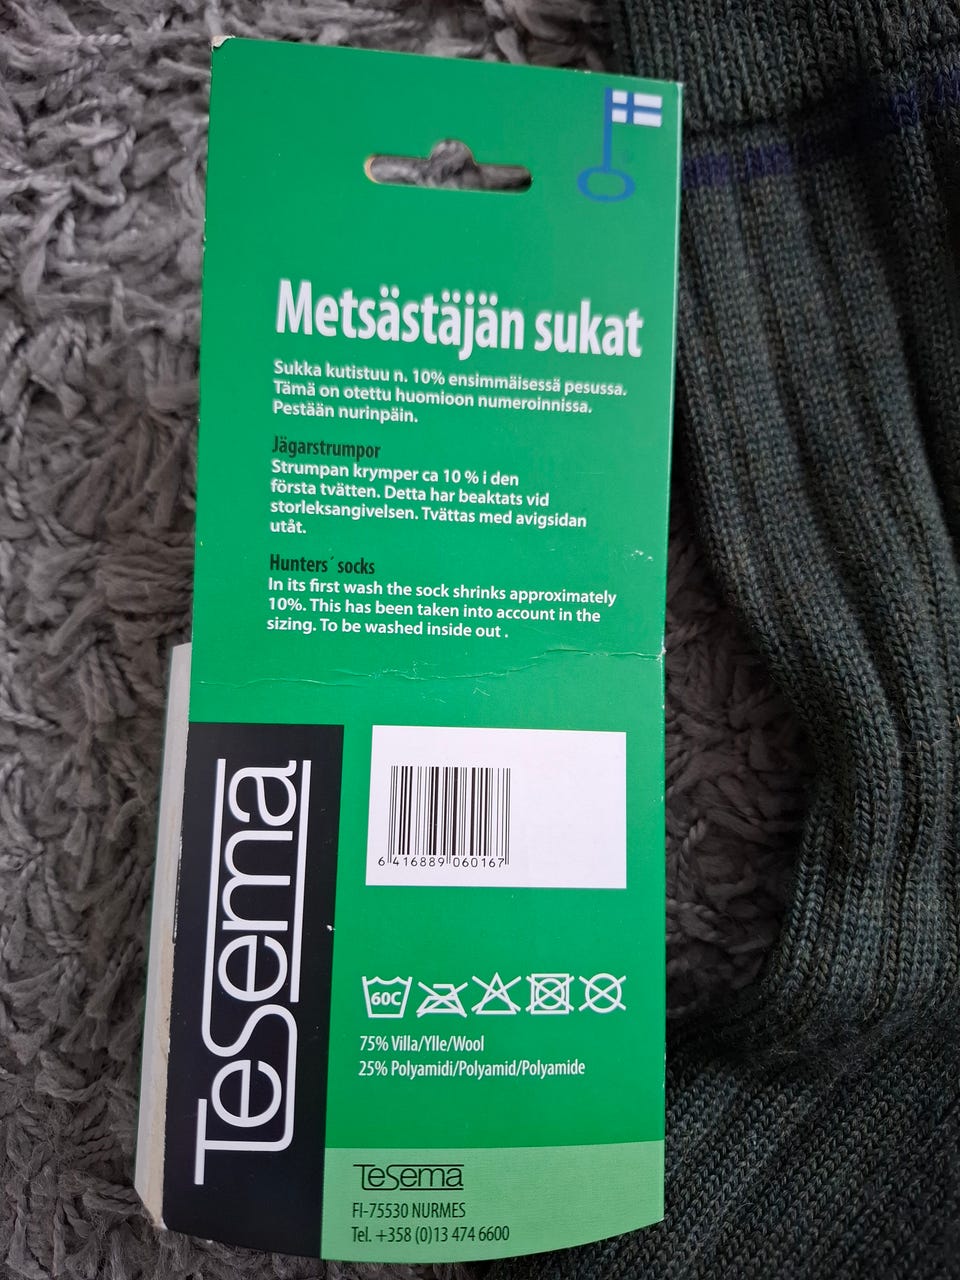 Metsästäjän sukat
Sukka kutistuu n. 10% ensimmäisessä pesussa.
Tämä on otettu huomioon numeroinnissa.
Pestään nurinpäin.
Jägarstrumpor
Strumpan krymper ca 10 % i den
första tvätten. Detta har beaktats vid
storleksangivelsen. Tvättas med avigsidan
utåt.
Hunters´ socks
In its first wash the sock shrinks approximately
10%. This has been taken into account in the
sizing. To be washed inside out .
Tesema
6 416889 060167
60C
75% Villa/Ylle/Wool
25% Polyamidi/Polyamid/Polyamide
Tesema
FI-75530 NURMES
Tel. +358 (0)13 474 6600